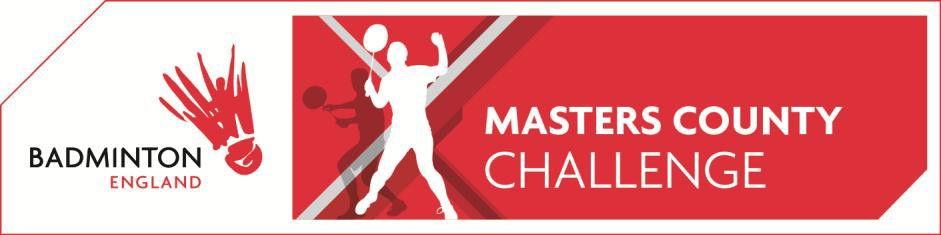 BADMINTON
ENGLAND
MASTERS COUNTY
CHALLENGE